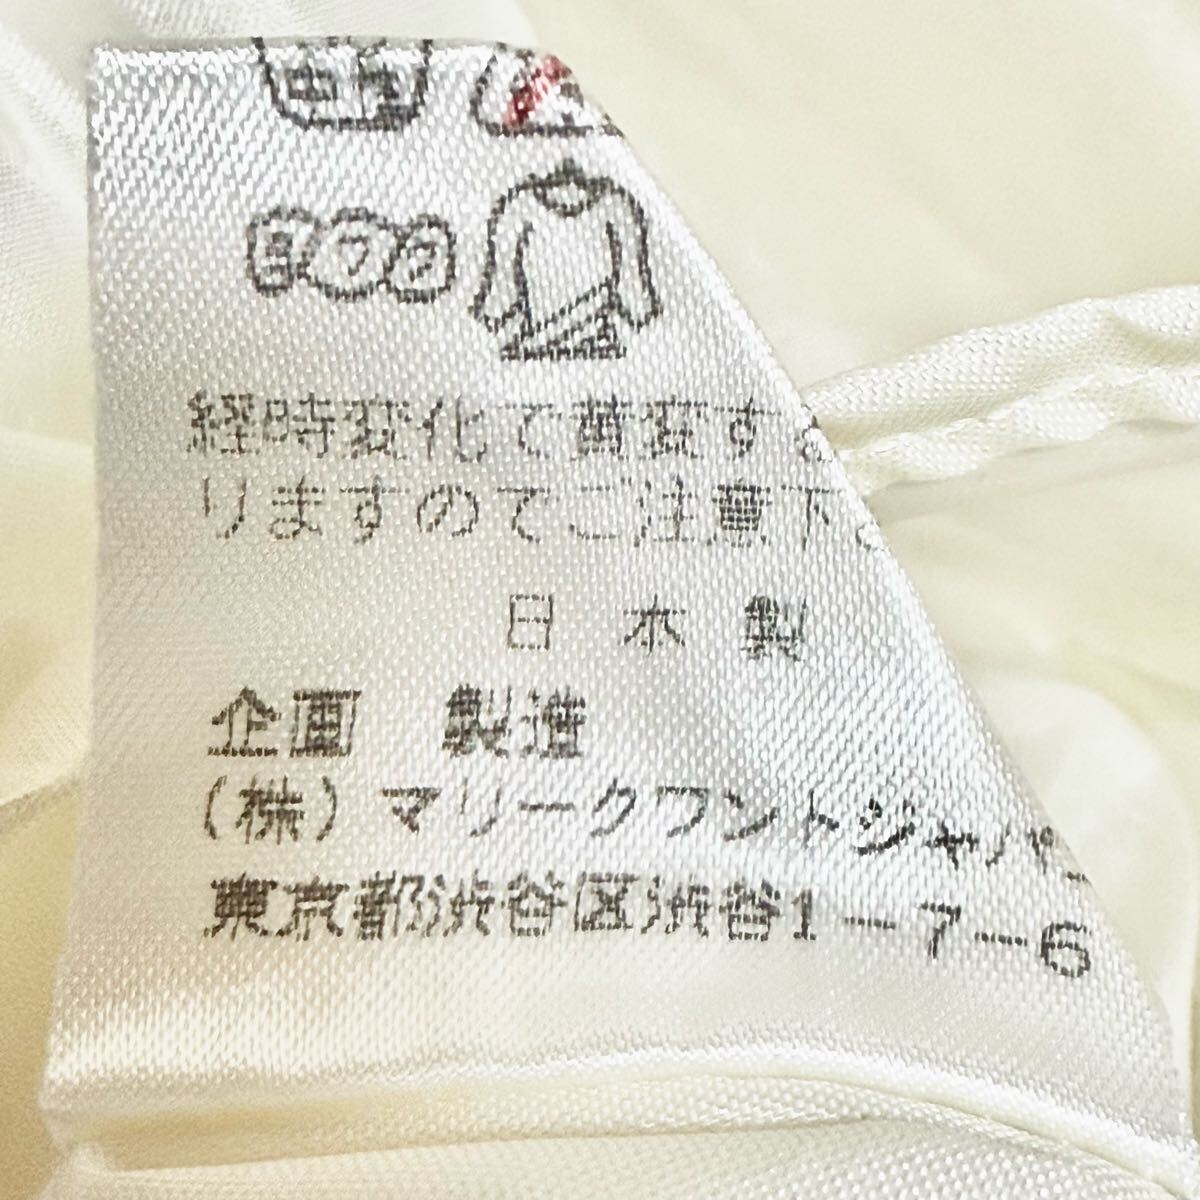 経時変化で黄変する
りますのでご注意下さ
日本製
企画 製造
(株)マリークワントジャパン
東京都渋谷区渋谷1-7-6